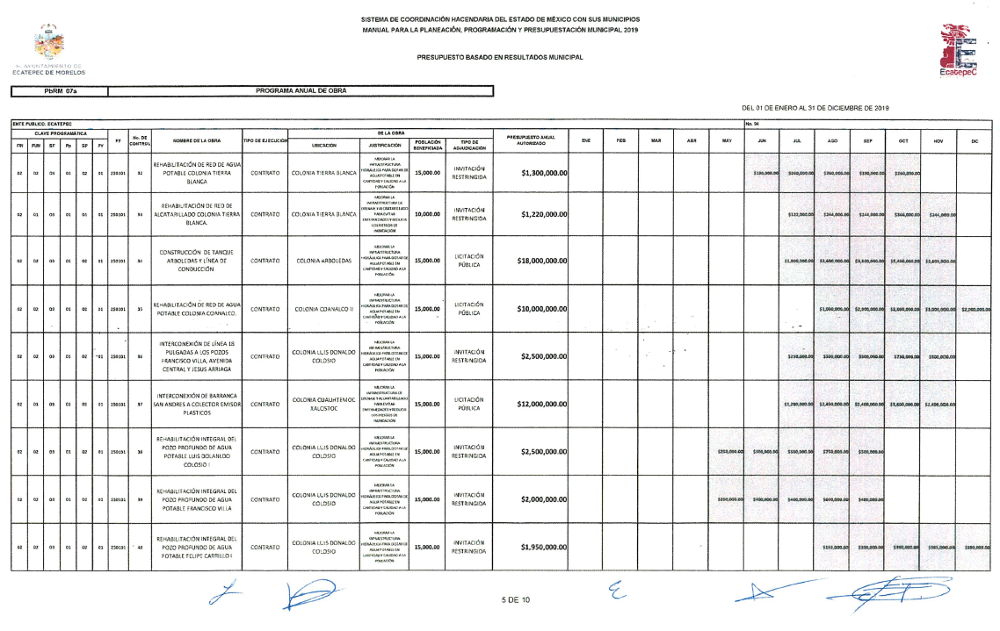 SISTEMA DE COORDINACIÓN HACENDARIA DEL ESTADO DE MÉXICO CON SUS MUNICIPIOS
MANUAL PARA LA PLANEACIÓN, PROGRAMACIÓN Y PRESUPUESTACIÓN MUNICIPAL 2019
PRESUPUESTO BASADO EN RESULTADOS MUNICIPAL
H. AYUNTAMIENTO DE
ECATEPEC DE MORELOS
EcatepeC
PbRM 07a PROGRAMA ANUAL DE OBRA
DEL 01 DE ENERO AL 31 DE DICIEMBRE DE 2019
ENTE PUBLICO: ECATEPEC No. 94
CLAVE PROGRAMÁTICA FF No. DE CONTROL NOMBRE DE LA OBRA TIPO DE EJECUCIÓN DE LA OBRA PRESUPUESTO ANUAL AUTORIZADO ENE FEB MAR ABR MAY JUN JUL AGO SEP OCT NOV DIC
FIN FUN SF Pp SP PY UBICACIÓN JUSTIFICACIÓN POBLACIÓN BENEFICIADA TIPO DE ADJUDICACIÓN
02 02 03 01 02 01 250101 32 REHABILITACIÓN DE RED DE AGUA POTABLE COLONIA TIERRA BLANCA CONTRATO COLONIA TIERRA BLANCA MEJORAR LA INFRAESTRUCTURA HIDRÁULICA PARA DOTAR DE AGUA POTABLE EN CANTIDAD Y CALIDAD A LA POBLACIÓN 15,000.00 INVITACIÓN RESTRINGIDA $1,300,000.00 $130,000.00 $260,000.00 $260,000.00 $390,000.00 $260,000.00
02 01 03 01 01 01 250101 33 REHABILITACIÓN DE RED DE ALCATARILLADO COLONIA TIERRA BLANCA. CONTRATO COLONIA TIERRA BLANCA MEJORAR LA INFRAESTRUCTURA DE DRENAJE Y ALCANTARILLADO PARA EVITAR ENFERMEDADES Y REDUCIR LOS RIESGOS DE INUNDACIÓN 10,000.00 INVITACIÓN RESTRINGIDA $1,220,000.00 $122,000.00 $244,000.00 $244,000.00 $366,000.00 $244,000.00
02 02 03 01 02 01 250101 34 CONSTRUCCIÓN DE TANQUE ARBOLEDAS Y LÍNEA DE CONDUCCIÓN CONTRATO COLONIA ARBOLEDAS MEJORAR LA INFRAESTRUCTURA HIDRÁULICA PARA DOTAR DE AGUA POTABLE EN CANTIDAD Y CALIDAD A LA POBLACIÓN 15,000.00 LICITACIÓN PÚBLICA $18,000,000.00 $1,800,000.00 $3,600,000.00 $3,600,000.00 $5,400,000.00 $3,600,000.00
02 02 03 01 02 01 250101 35 REHABILITACIÓN DE RED DE AGUA POTABLE COLONIA COANALCO. CONTRATO COLONIA COANALCO II MEJORAR LA INFRAESTRUCTURA HIDRÁULICA PARA DOTAR DE AGUA POTABLE EN CANTIDAD Y CALIDAD A LA POBLACIÓN 15,000.00 LICITACIÓN PÚBLICA $10,000,000.00 $1,000,000.00 $2,000,000.00 $2,000,000.00 $3,000,000.00 $2,000,000.00
02 02 03 01 02 01 250101 36 INTERCONEXIÓN DE LÍNEA 18 PULGADAS A LOS POZOS FRANCISCO VILLA, AVENIDA CENTRAL Y JESUS ARRIAGA CONTRATO COLONIA LUIS DONALDO COLOSIO MEJORAR LA INFRAESTRUCTURA HIDRÁULICA PARA DOTAR DE AGUA POTABLE EN CANTIDAD Y CALIDAD A LA POBLACIÓN 15,000.00 INVITACIÓN RESTRINGIDA $2,500,000.00 $250,000.00 $500,000.00 $500,000.00 $750,000.00 $500,000.00
02 01 03 01 01 01 250101 37 INTERCONEXIÓN DE BARRANCA SAN ANDRES A COLECTOR EMISOR PLASTICOS CONTRATO COLONIA CUAUHTEMOC XALOSTOC MEJORAR LA INFRAESTRUCTURA DE DRENAJE Y ALCANTARILLADO PARA EVITAR ENFERMEDADES Y REDUCIR LOS RIESGOS DE INUNDACIÓN 15,000.00 LICITACIÓN PÚBLICA $12,000,000.00 $1,200,000.00 $2,400,000.00 $2,400,000.00 $3,600,000.00 $2,400,000.00
02 02 03 01 02 01 250101 38 REHABILITACIÓN INTEGRAL DEL POZO PROFUNDO DE AGUA POTABLE LUIS DOLANLDO COLOSIO I CONTRATO COLONIA LUIS DONALDO COLOSIO MEJORAR LA INFRAESTRUCTURA HIDRÁULICA PARA DOTAR DE AGUA POTABLE EN CANTIDAD Y CALIDAD A LA POBLACIÓN 15,000.00 INVITACIÓN RESTRINGIDA $2,500,000.00 $250,000.00 $500,000.00 $500,000.00 $750,000.00 $500,000.00
02 02 03 01 02 01 250101 39 REHABILITACIÓN INTEGRAL DEL POZO PROFUNDO DE AGUA POTABLE FRANCISCO VILLA CONTRATO COLONIA LUIS DONALDO COLOSIO MEJORAR LA INFRAESTRUCTURA HIDRÁULICA PARA DOTAR DE AGUA POTABLE EN CANTIDAD Y CALIDAD A LA POBLACIÓN 15,000.00 INVITACIÓN RESTRINGIDA $2,000,000.00 $200,000.00 $400,000.00 $400,000.00 $600,000.00 $400,000.00
02 02 03 01 02 01 250101 40 REHABILITACIÓN INTEGRAL DEL POZO PROFUNDO DE AGUA POTABLE FELIPE CARRILLO I CONTRATO COLONIA LUIS DONALDO COLOSIO MEJORAR LA INFRAESTRUCTURA HIDRÁULICA PARA DOTAR DE AGUA POTABLE EN CANTIDAD Y CALIDAD A LA POBLACIÓN 15,000.00 INVITACIÓN RESTRINGIDA $1,950,000.00 $195,000.00 $390,000.00 $390,000.00 $585,000.00 $390,000.00
5 DE 10